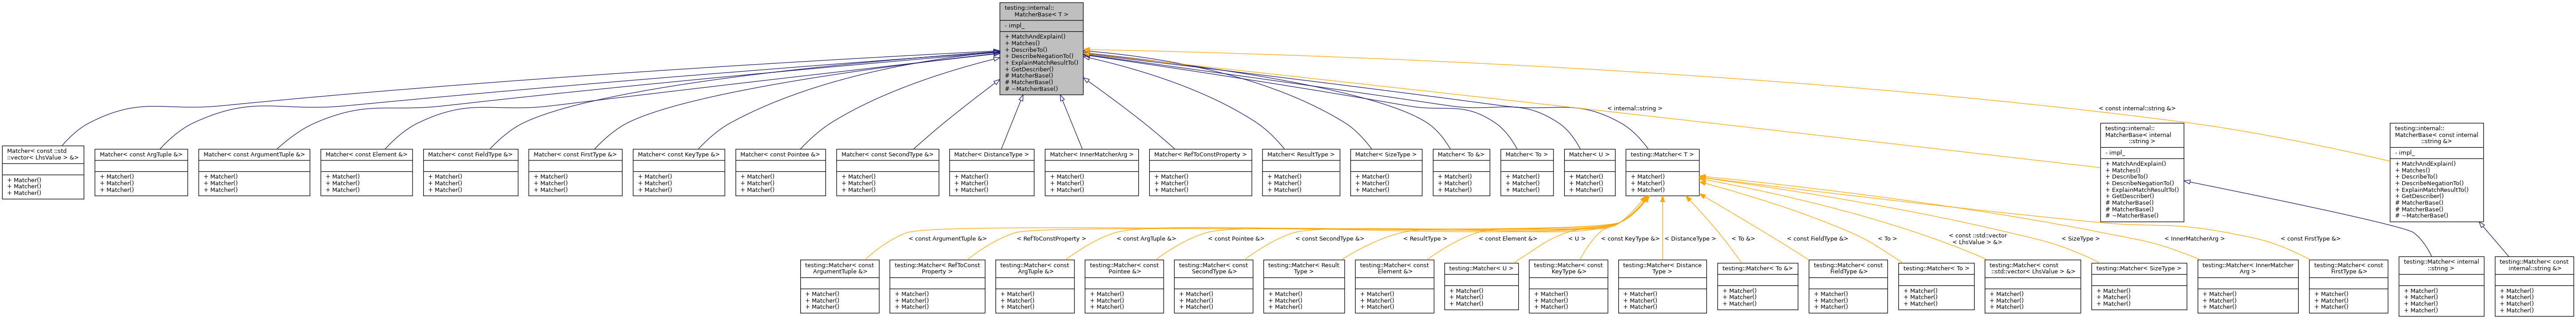 testing::internal::
MatcherBase< T >
- impl_
+ MatchAndExplain()
+ Matches()
+ DescribeTo()
+ DescribeNegationTo()
+ ExplainMatchResultTo()
+ GetDescriber()
# MatcherBase()
# MatcherBase()
# ~MatcherBase()
< internal::string >
< const internal::string &>
testing::internal::
MatcherBase< internal
::string >
- impl_
+ MatchAndExplain()
+ Matches()
+ DescribeTo()
+ DescribeNegationTo()
+ ExplainMatchResultTo()
+ GetDescriber()
# MatcherBase()
# MatcherBase()
# ~MatcherBase()
testing::internal::
MatcherBase< const internal
::string &>
- impl_
+ MatchAndExplain()
+ Matches()
+ DescribeTo()
+ DescribeNegationTo()
+ ExplainMatchResultTo()
+ GetDescriber()
# MatcherBase()
# MatcherBase()
# ~MatcherBase()
Matcher< const ::std
::vector< LhsValue > &>
+ Matcher()
+ Matcher()
+ Matcher()
Matcher< const ArgTuple &>
+ Matcher()
+ Matcher()
+ Matcher()
Matcher< const ArgumentTuple &>
+ Matcher()
+ Matcher()
+ Matcher()
Matcher< const Element &>
+ Matcher()
+ Matcher()
+ Matcher()
Matcher< const FieldType &>
+ Matcher()
+ Matcher()
+ Matcher()
Matcher< const FirstType &>
+ Matcher()
+ Matcher()
+ Matcher()
Matcher< const KeyType &>
+ Matcher()
+ Matcher()
+ Matcher()
Matcher< const Pointee &>
+ Matcher()
+ Matcher()
+ Matcher()
Matcher< const SecondType &>
+ Matcher()
+ Matcher()
+ Matcher()
Matcher< DistanceType >
+ Matcher()
+ Matcher()
+ Matcher()
Matcher< InnerMatcherArg >
+ Matcher()
+ Matcher()
+ Matcher()
Matcher< RefToConstProperty >
+ Matcher()
+ Matcher()
+ Matcher()
Matcher< ResultType >
+ Matcher()
+ Matcher()
+ Matcher()
Matcher< SizeType >
+ Matcher()
+ Matcher()
+ Matcher()
Matcher< To &>
+ Matcher()
+ Matcher()
+ Matcher()
Matcher< To >
+ Matcher()
+ Matcher()
+ Matcher()
Matcher< U >
+ Matcher()
+ Matcher()
+ Matcher()
testing::Matcher< T >
+ Matcher()
+ Matcher()
+ Matcher()
< const ArgumentTuple &>
< RefToConstProperty >
< const ArgTuple &>
< const Pointee &>
< const SecondType &>
< ResultType >
< const Element &>
< U >
< const KeyType &>
< DistanceType >
< To &>
< const FieldType &>
< To >
< const ::std::vector
< LhsValue > &>
< SizeType >
< InnerMatcherArg >
< const FirstType &>
testing::Matcher< const
ArgumentTuple &>
+ Matcher()
+ Matcher()
+ Matcher()
testing::Matcher< RefToConst
Property >
+ Matcher()
+ Matcher()
+ Matcher()
testing::Matcher< const
ArgTuple &>
+ Matcher()
+ Matcher()
+ Matcher()
testing::Matcher< const
Pointee &>
+ Matcher()
+ Matcher()
+ Matcher()
testing::Matcher< const
SecondType &>
+ Matcher()
+ Matcher()
+ Matcher()
testing::Matcher< Result
Type >
+ Matcher()
+ Matcher()
+ Matcher()
testing::Matcher< const
Element &>
+ Matcher()
+ Matcher()
+ Matcher()
testing::Matcher< U >
+ Matcher()
+ Matcher()
+ Matcher()
testing::Matcher< const
KeyType &>
+ Matcher()
+ Matcher()
+ Matcher()
testing::Matcher< Distance
Type >
+ Matcher()
+ Matcher()
+ Matcher()
testing::Matcher< To &>
+ Matcher()
+ Matcher()
+ Matcher()
testing::Matcher< const
FieldType &>
+ Matcher()
+ Matcher()
+ Matcher()
testing::Matcher< To >
+ Matcher()
+ Matcher()
+ Matcher()
testing::Matcher< const
::std::vector< LhsValue > &>
+ Matcher()
+ Matcher()
+ Matcher()
testing::Matcher< SizeType >
+ Matcher()
+ Matcher()
+ Matcher()
testing::Matcher< InnerMatcher
Arg >
+ Matcher()
+ Matcher()
+ Matcher()
testing::Matcher< const
FirstType &>
+ Matcher()
+ Matcher()
+ Matcher()
testing::Matcher< internal
::string >
+ Matcher()
+ Matcher()
+ Matcher()
+ Matcher()
testing::Matcher< const
internal::string &>
+ Matcher()
+ Matcher()
+ Matcher()
+ Matcher()